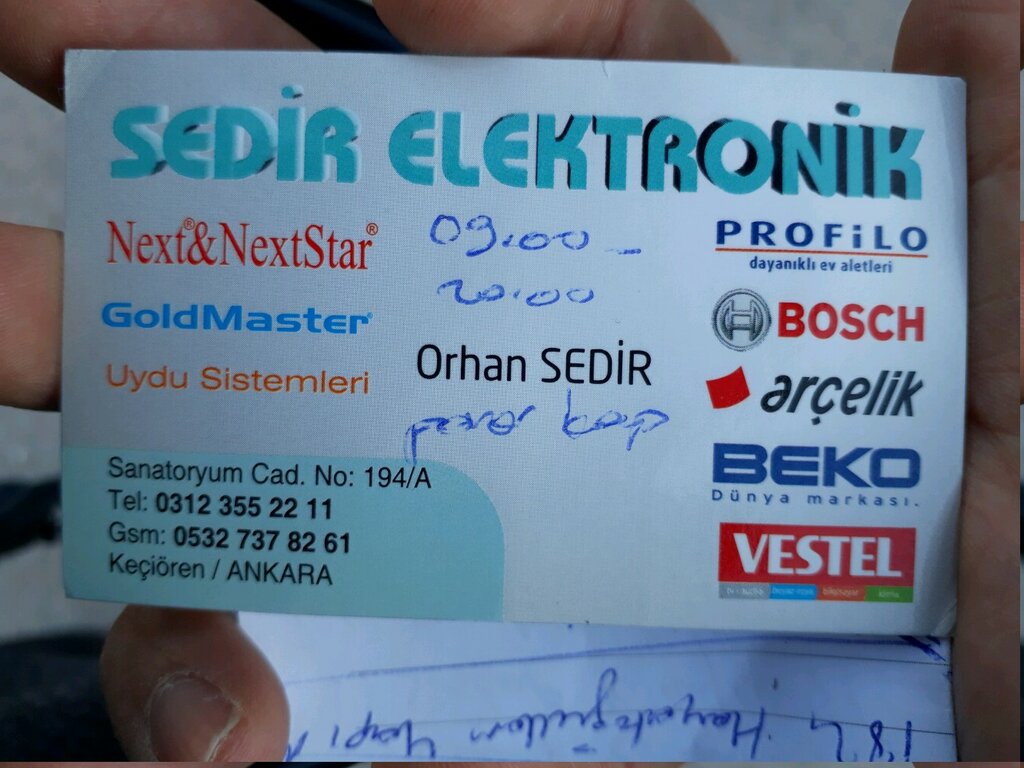 SEDİR ELEKTRONİK
Next®&NextStar®
GoldMaster®
Uydu Sistemleri
09.00 -
20.00
Orhan SEDİR
pazar kap
PROFİLO
dayanıklı ev aletleri
BOSCH
arçelik
BEKO
Dünya markası.
VESTEL
Sanatoryum Cad. No: 194/A
Tel: 0312 355 22 11
Gsm: 0532 737 82 61
Keçiören / ANKARA